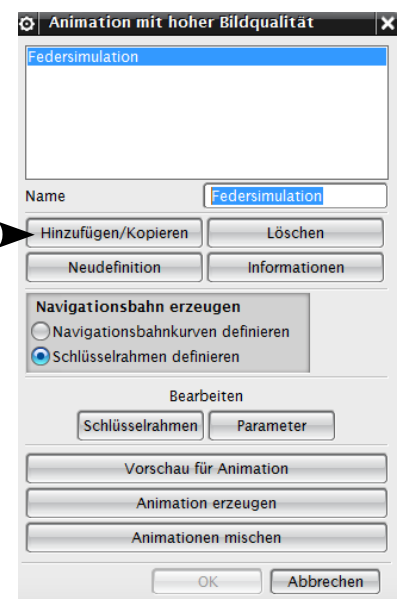 Animation mit hoher Bildqualität
Federsimulation
Name Federsimulation
Hinzufügen/Kopieren Löschen
Neudefinition Informationen
Navigationsbahn erzeugen
Navigationsbahnkurven definieren
Schlüsselrahmen definieren
Bearbeiten
Schlüsselrahmen Parameter
Vorschau für Animation
Animation erzeugen
Animationen mischen
OK Abbrechen